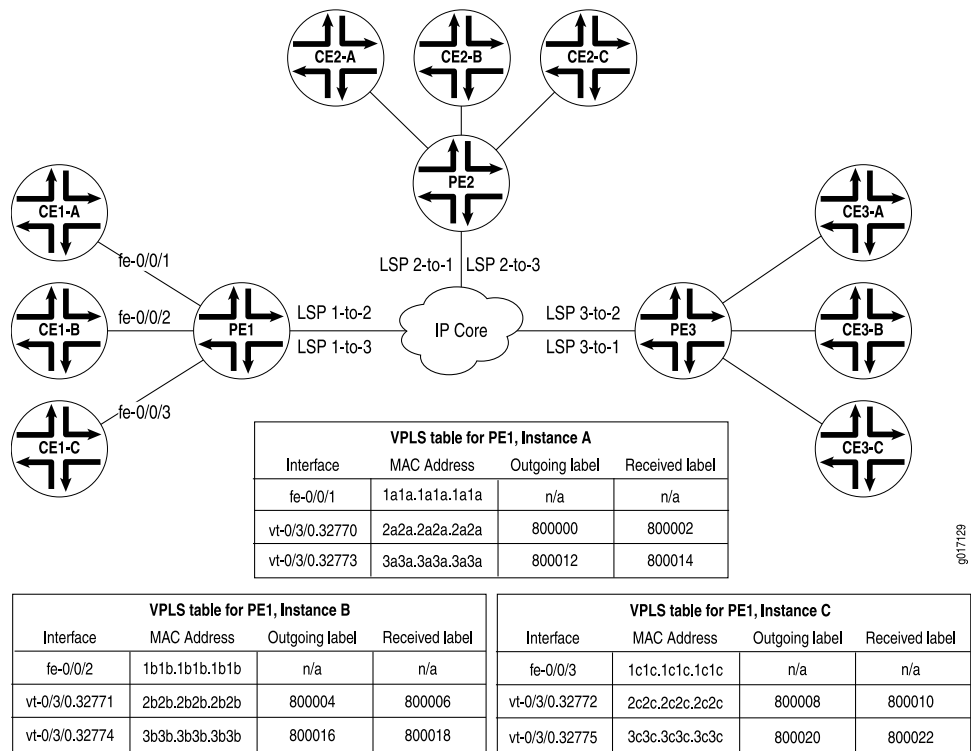 CE2-A
CE2-B
CE2-C
PE2
CE1-A
CE3-A
fe-0/0/1
LSP 2-to-1
LSP 2-to-3
CE1-B
fe-0/0/2
PE1
LSP 1-to-2
LSP 1-to-3
IP Core
LSP 3-to-2
LSP 3-to-1
PE3
CE3-B
fe-0/0/3
CE1-C
CE3-C
VPLS table for PE1, Instance A
Interface MAC Address Outgoing label Received label
fe-0/0/1 1a1a.1a1a.1a1a n/a n/a
vt-0/3/0.32770 2a2a.2a2a.2a2a 800000 800002
vt-0/3/0.32773 3a3a.3a3a.3a3a 800012 800014
g017129
VPLS table for PE1, Instance B
Interface MAC Address Outgoing label Received label
fe-0/0/2 1b1b.1b1b.1b1b n/a n/a
vt-0/3/0.32771 2b2b.2b2b.2b2b 800004 800006
vt-0/3/0.32774 3b3b.3b3b.3b3b 800016 800018
VPLS table for PE1, Instance C
Interface MAC Address Outgoing label Received label
fe-0/0/3 1c1c.1c1c.1c1c n/a n/a
vt-0/3/0.32772 2c2c.2c2c.2c2c 800008 800010
vt-0/3/0.32775 3c3c.3c3c.3c3c 800020 800022